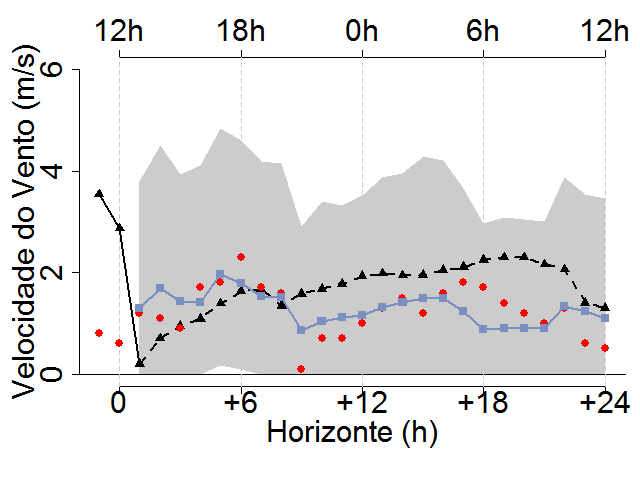 12h 18h 0h 6h 12h
Velocidade do Vento (m/s)
6
4
2
0
0 +6 +12 +18 +24
Horizonte (h)